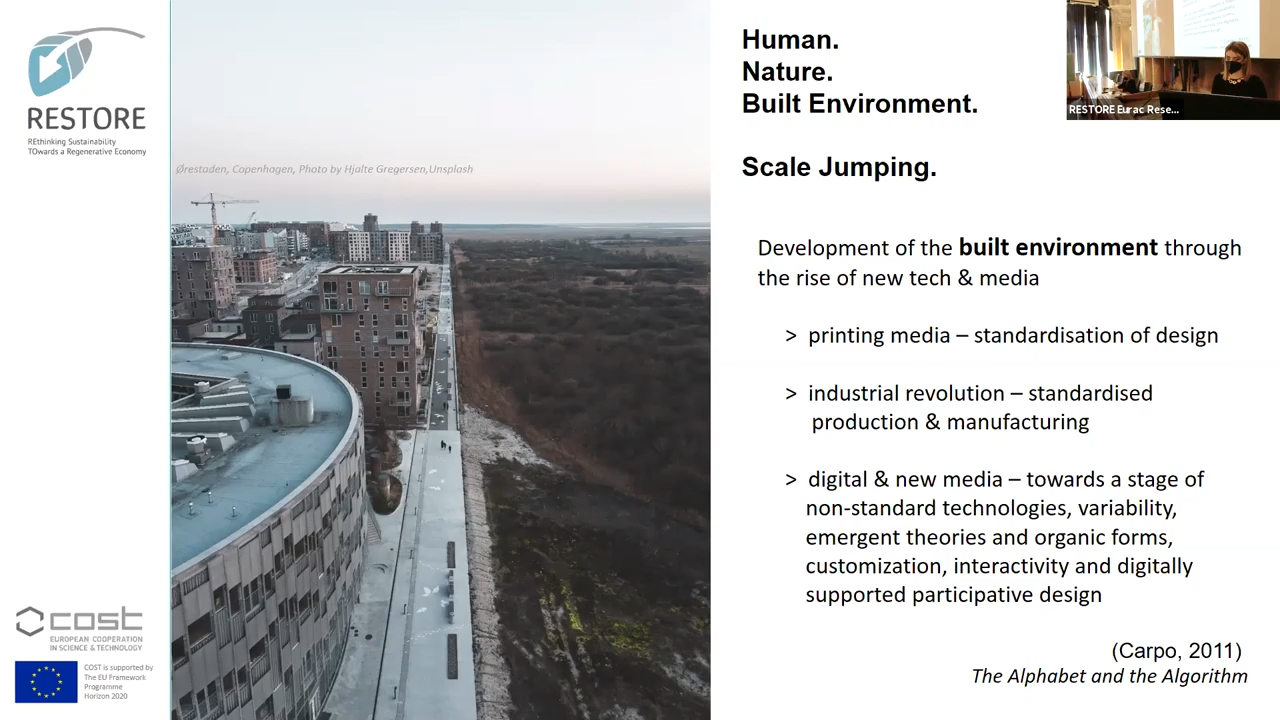 RESTORE
REthinking Sustainability
TOwards a Regenerative Economy
Ørestaden, Copenhagen, Photo by Hjalte Gregersen,Unsplash
Human.
Nature.
Built Environment.
Scale Jumping.
RESTORE Eurac Rese...
Development of the built environment through
the rise of new tech & media
> printing media – standardisation of design
> industrial revolution – standardised
production & manufacturing
> digital & new media – towards a stage of
non-standard technologies, variability,
emergent theories and organic forms,
customization, interactivity and digitally
supported participative design
(Carpo, 2011)
The Alphabet and the Algorithm
cost
EUROPEAN COOPERATION
IN SCIENCE & TECHNOLOGY
COST is supported by
The EU Framework
Programme
Horizon 2020